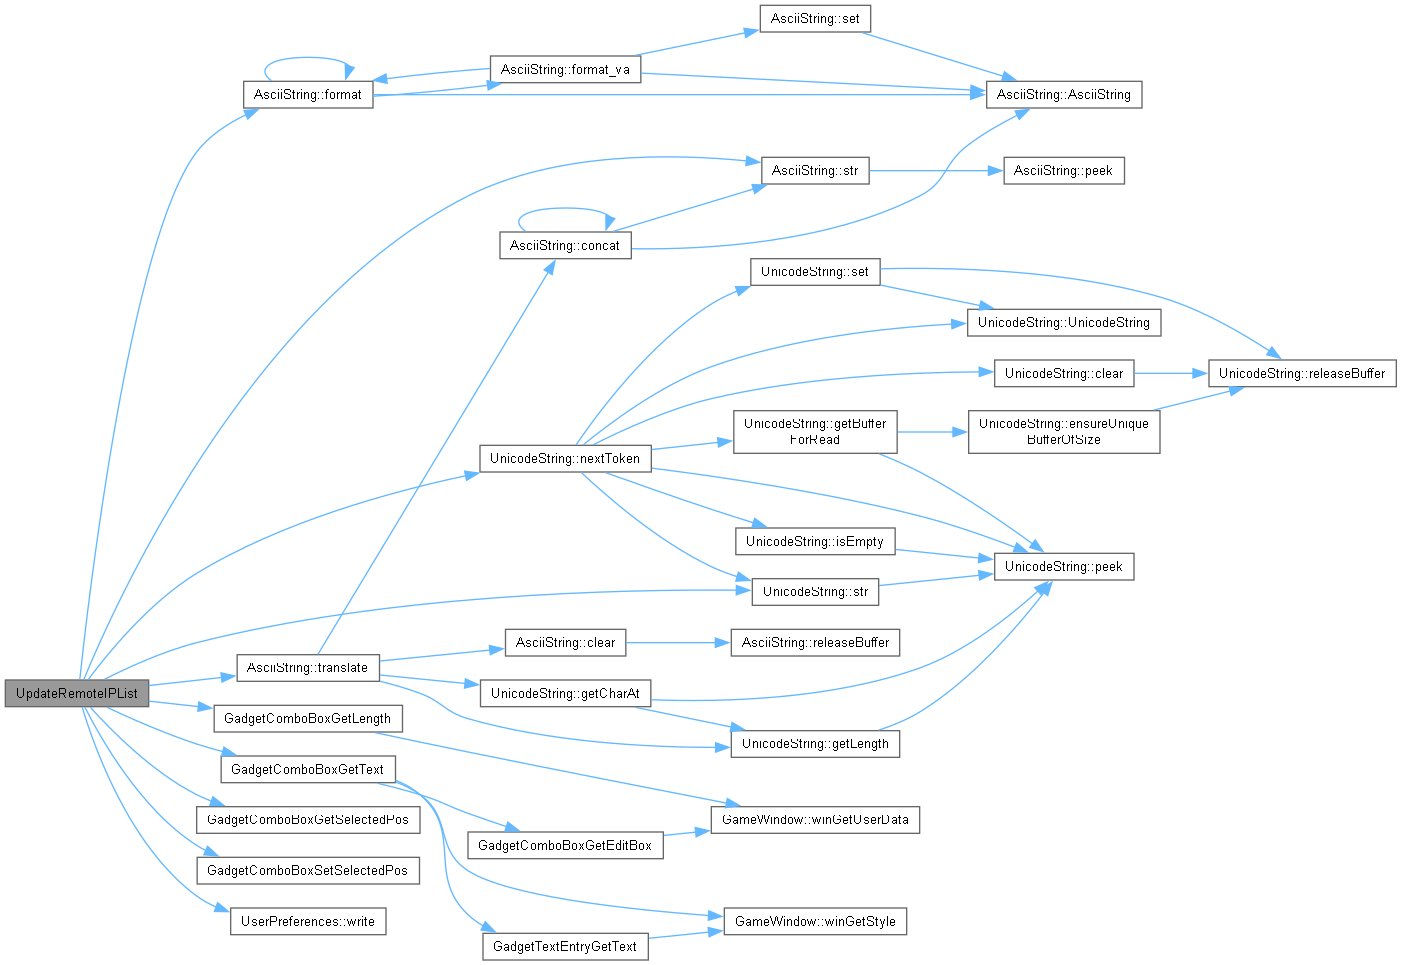 AsciiString::set
AsciiString::format_va
AsciiString::format
AsciiString::AsciiString
AsciiString::str
AsciiString::peek
AsciiString::concat
UnicodeString::set
UnicodeString::UnicodeString
UnicodeString::clear
UnicodeString::releaseBuffer
UnicodeString::getBuffer
ForRead
UnicodeString::ensureUnique
BufferOfSize
UnicodeString::nextToken
UnicodeString::isEmpty
UnicodeString::peek
UnicodeString::str
AsciiString::clear
AsciiString::releaseBuffer
AsciiString::translate
UpdateRemoteIPList
UnicodeString::getCharAt
GadgetComboBoxGetLength
UnicodeString::getLength
GadgetComboBoxGetText
GadgetComboBoxGetSelectedPos
GameWindow::winGetUserData
GadgetComboBoxGetEditBox
GadgetComboBoxSetSelectedPos
UserPreferences::write
GameWindow::winGetStyle
GadgetTextEntryGetText